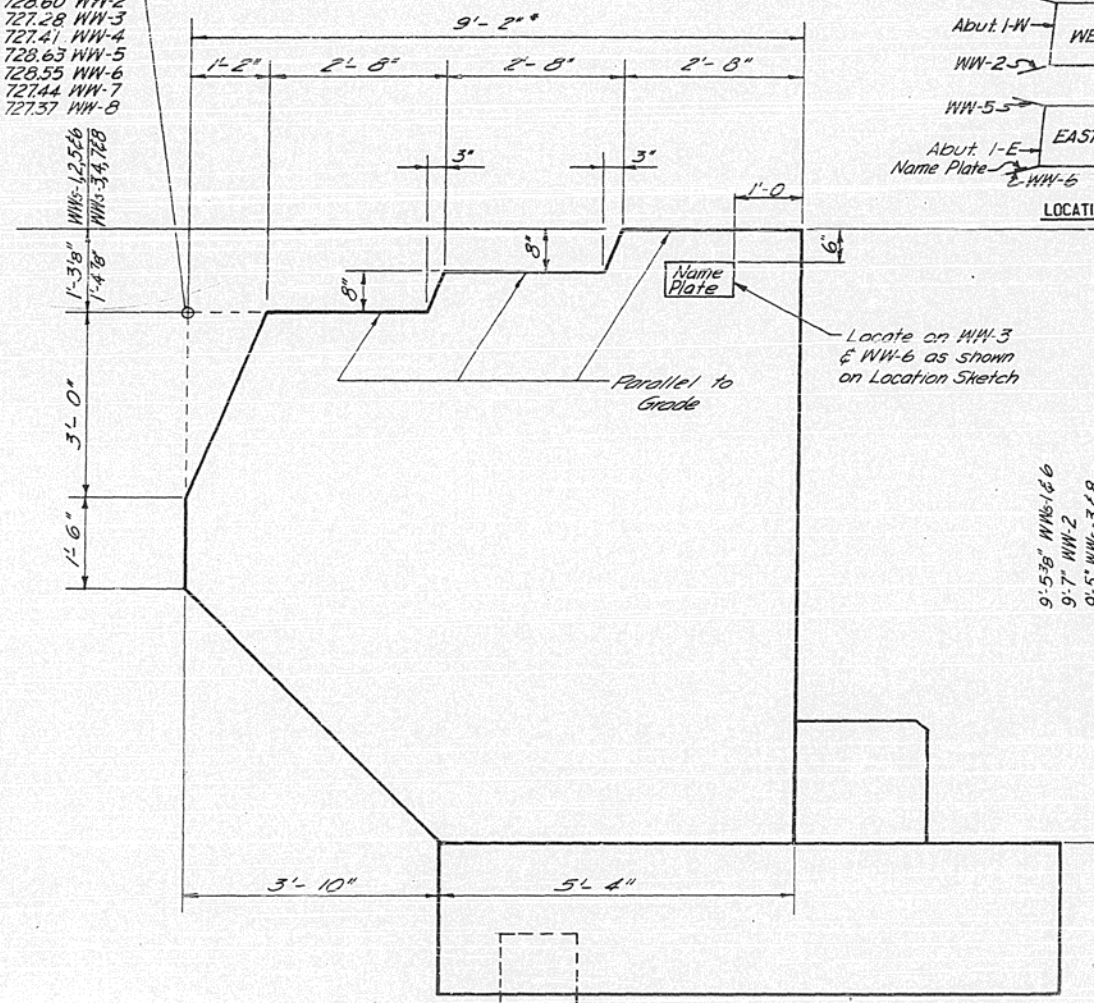 728.60 WW-2
727.28 WW-3
727.41 WW-4
728.63 WW-5
728.55 WW-6
727.44 WW-7
727.37 WW-8
9'-2"*
1'-2"
2'-8"
2'-8"
2'-8"
Abut. 1-W
WW-2
WW-5
EAST
Abut. 1-E
Name Plate
WW-6
3"
3"
1'-0
WWs-1,2,5&6
WWs-3,4,7&8
1'-3⅜"
1'-4⅞"
8"
8"
6"
Name
Plate
Locate on WW-3
& WW-6 as shown
on Location Sketch
Parallel to
Grade
3'-0"
1'-6"
9'-5⅜" WWs-1&6
9'-7" WW-2
9'-5" WWs-3&8
3'-10"
5'-4"